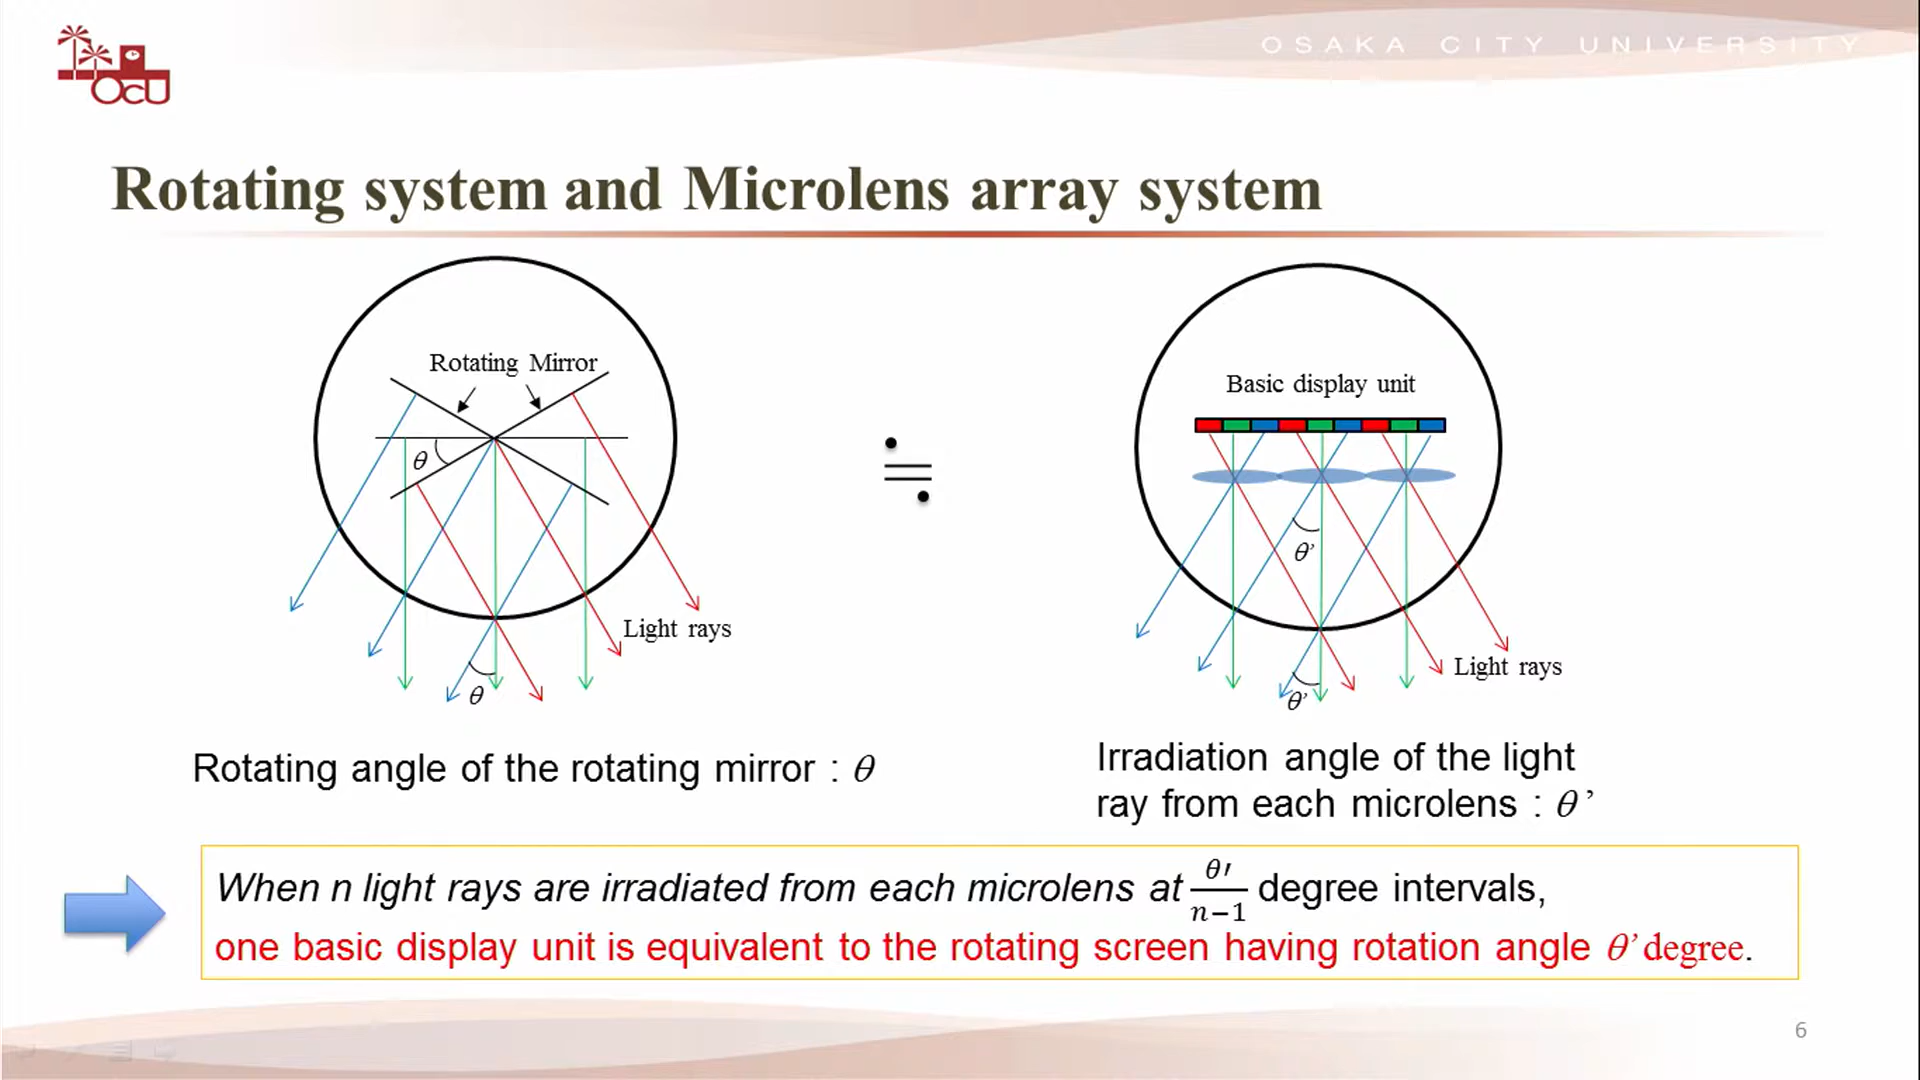 OSAKA CITY UNIVERSITY
OCU
Rotating system and Microlens array system
Rotating Mirror
θ
Light rays
θ
≒
Basic display unit
θ’
Light rays
θ’
Rotating angle of the rotating mirror : θ
Irradiation angle of the light
ray from each microlens : θ’
When n light rays are irradiated from each microlens at θ′/n−1 degree intervals,
one basic display unit is equivalent to the rotating screen having rotation angle θ’ degree.
6